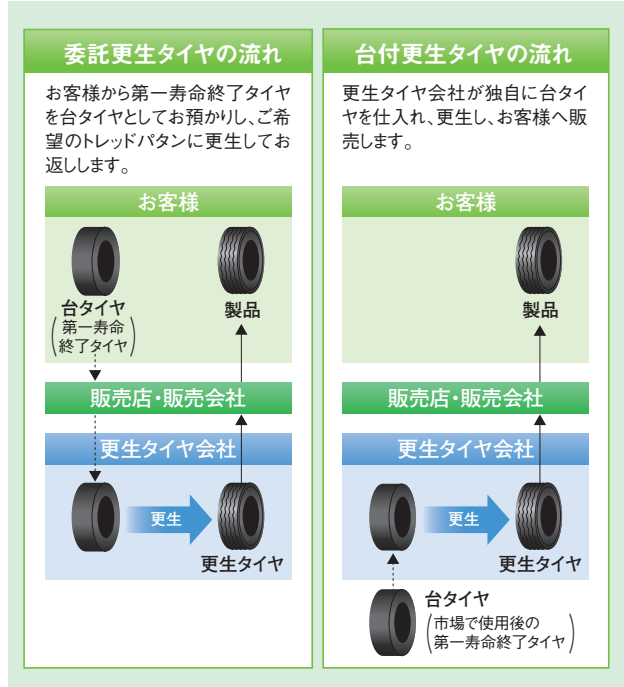 委託更生タイヤの流れ
お客様から第一寿命終了タイヤ
を台タイヤとしてお預かりし、ご希
望のトレッドパタンに更生してお
返しします。
お客様
台タイヤ
(第一寿命
終了タイヤ)
製品
販売店・販売会社
更生タイヤ会社
更生
更生タイヤ
台付更生タイヤの流れ
更生タイヤ会社が独自に台タイ
ヤを仕入れ、更生し、お客様へ販
売します。
お客様
製品
販売店・販売会社
更生タイヤ会社
更生
更生タイヤ
台タイヤ
(市場で使用後の
第一寿命終了タイヤ)